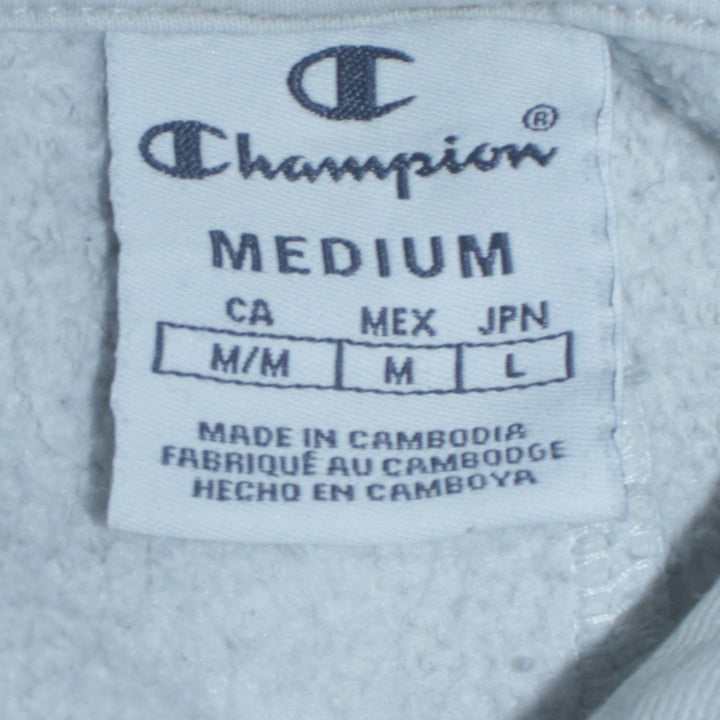 Champion®
MEDIUM
CA MEX JPN
M/M M L
MADE IN CAMBODIA
FABRIQUÉ AU CAMBODGE
HECHO EN CAMBOYA